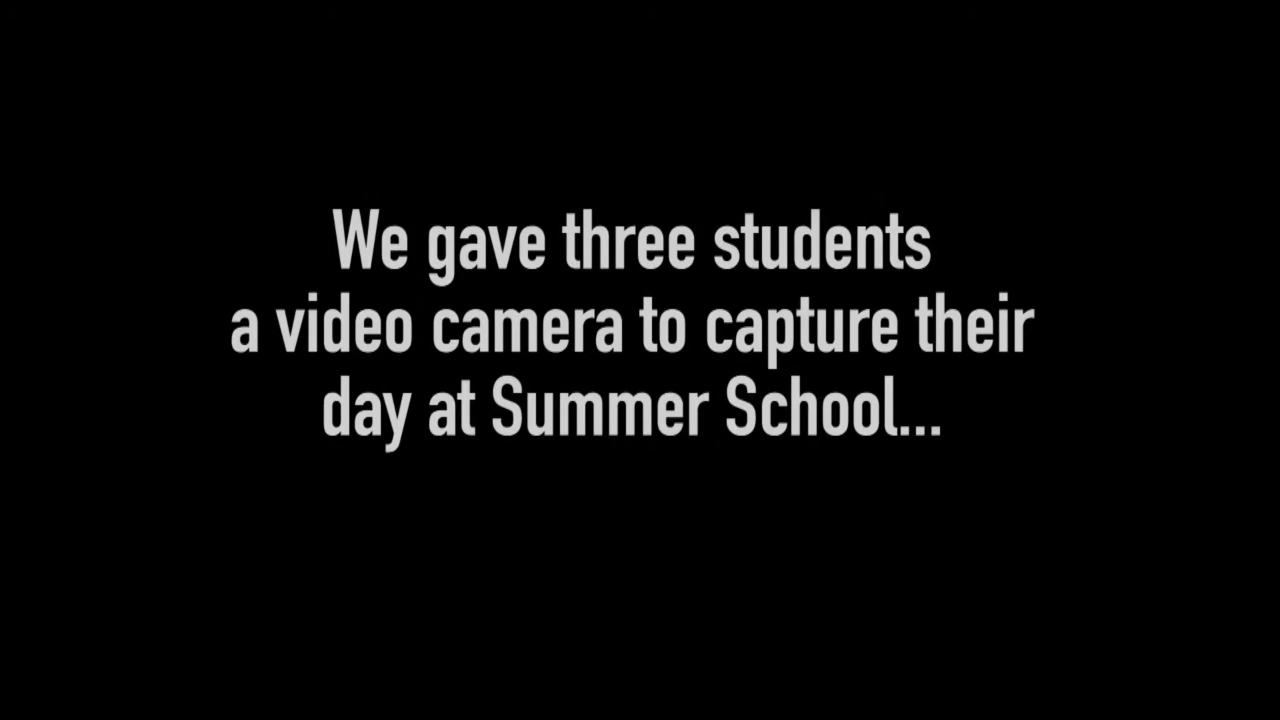 We gave three students
a video camera to capture their
day at Summer School...